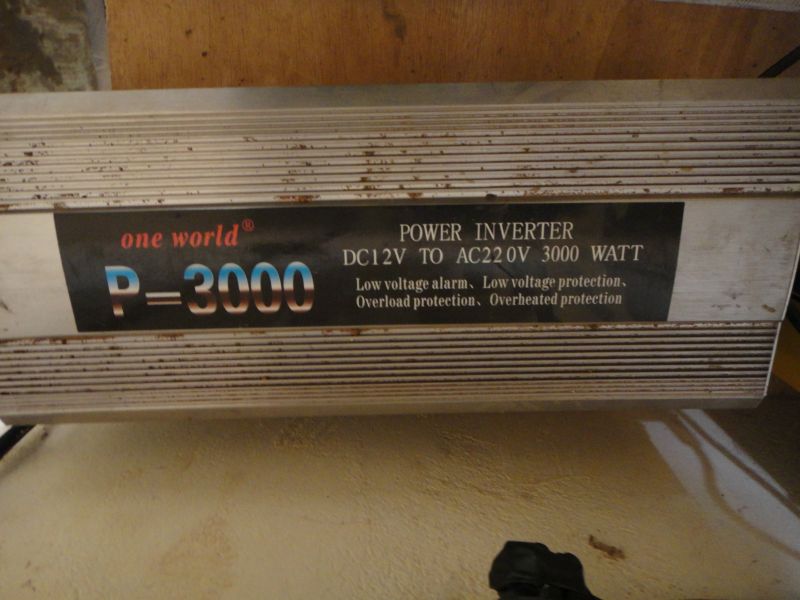 one world®
P=3000
POWER INVERTER
DC12V TO AC220V 3000 WATT
Low voltage alarm、Low voltage protection、
Overload protection、Overheated protection